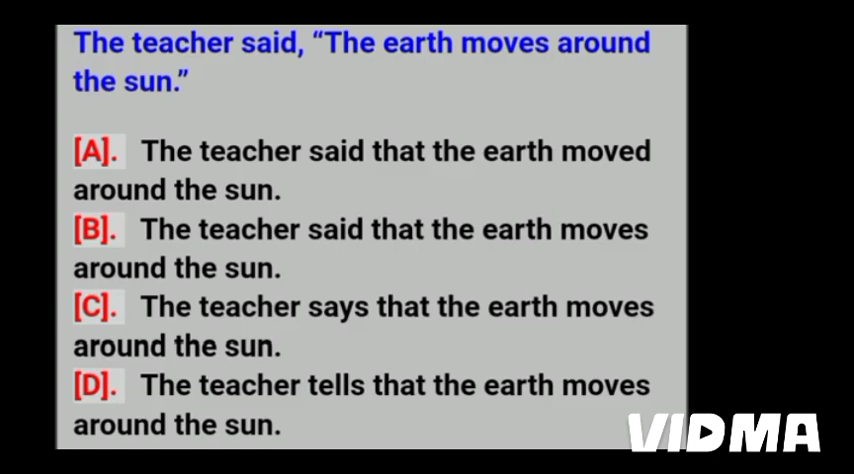 The teacher said, “The earth moves around
the sun.”
[A]. The teacher said that the earth moved
around the sun.
[B]. The teacher said that the earth moves
around the sun.
[C]. The teacher says that the earth moves
around the sun.
[D]. The teacher tells that the earth moves
around the sun.
VIDMA